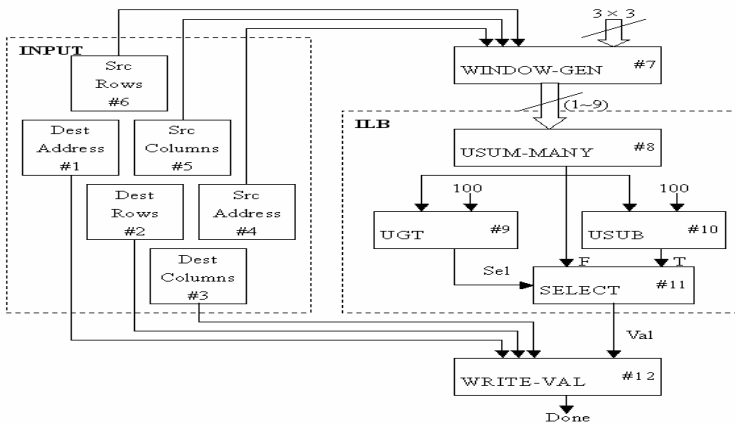 3 × 3
INPUT
Src
Rows
#6
WINDOW-GEN #7
(1~9)
ILB
Dest
Address
#1
Src
Columns
#5
USUM-MANY #8
Dest
Rows
#2
Src
Address
#4
100
100
UGT #9
USUB #10
Dest
Columns
#3
Sel
F
T
SELECT #11
Val
WRITE-VAL #12
Done